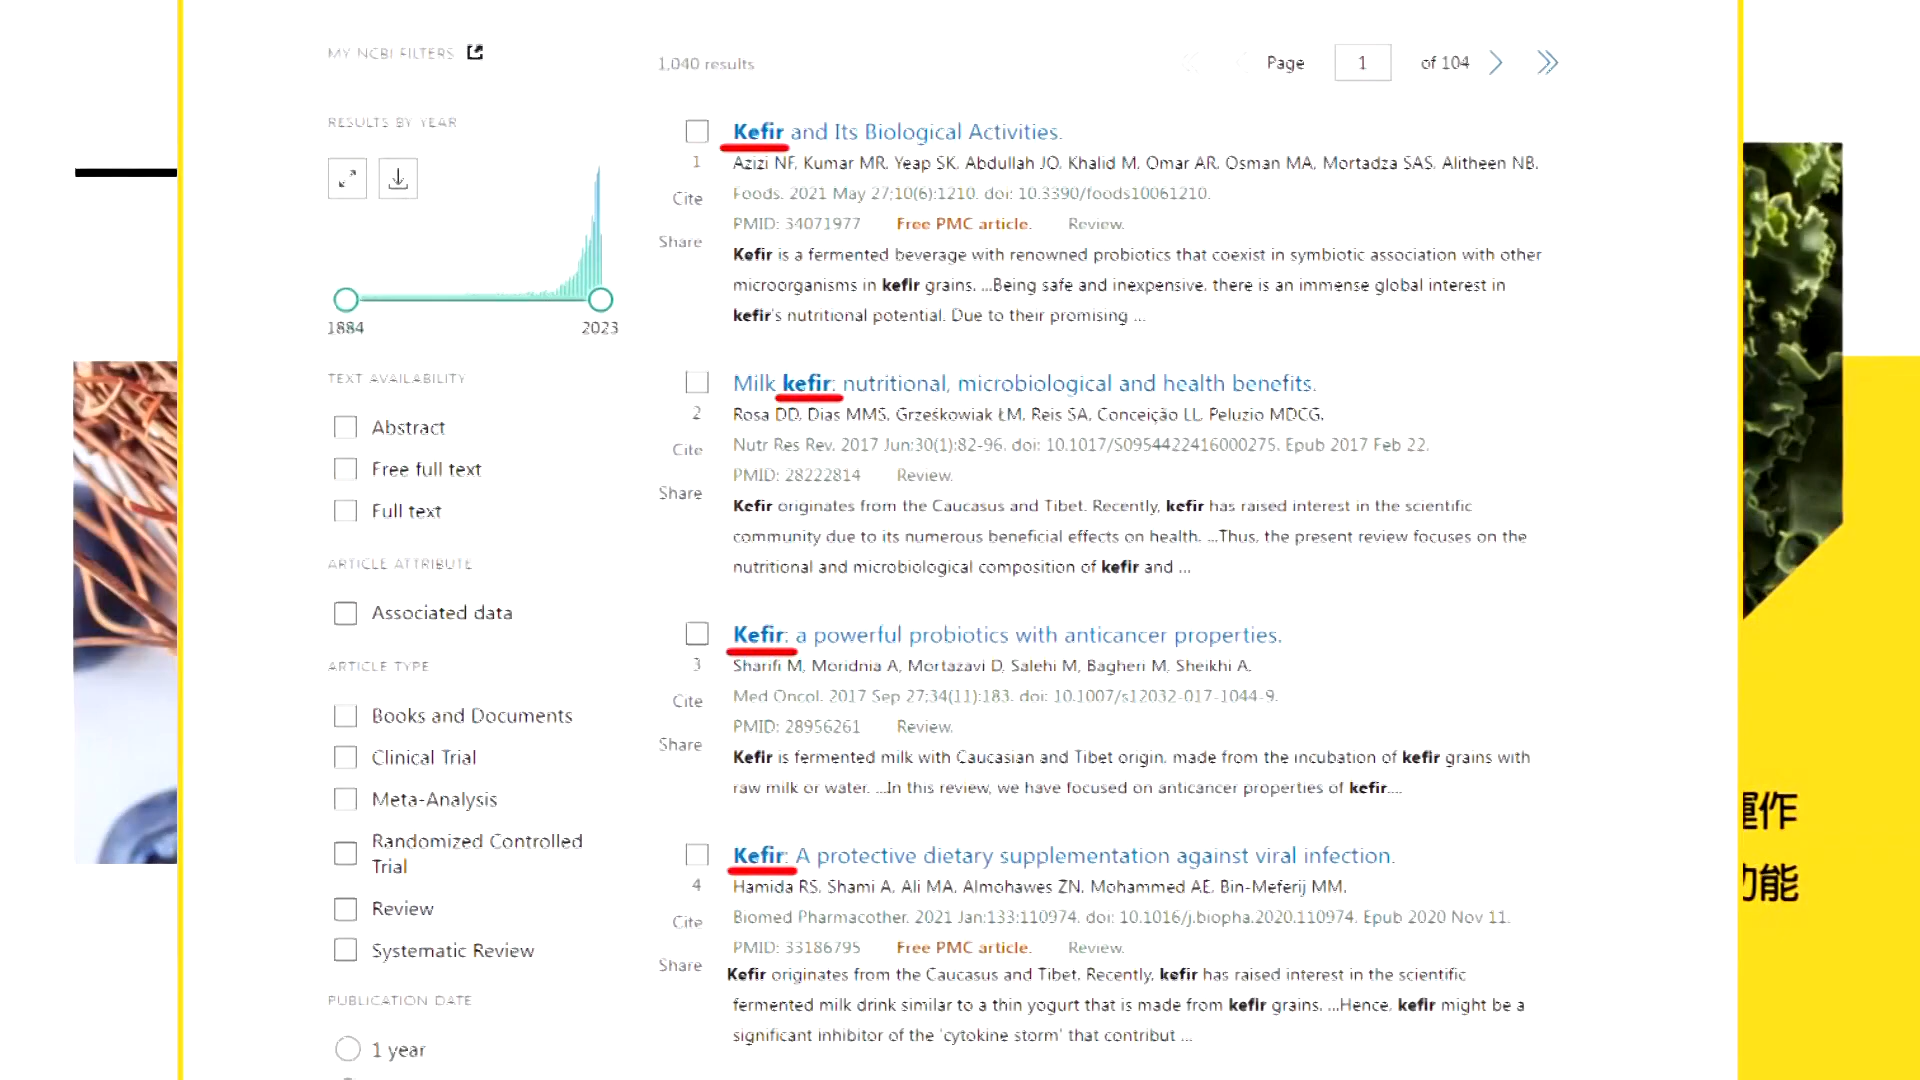 MY NCBI FILTERS
1,040 results
Page 1 of 104
RESULTS BY YEAR
1884 2023
TEXT AVAILABILITY
Abstract
Free full text
Full text
ARTICLE ATTRIBUTE
Associated data
ARTICLE TYPE
Books and Documents
Clinical Trial
Meta-Analysis
Randomized Controlled
Trial
Review
Systematic Review
PUBLICATION DATE
1 year
Kefir and Its Biological Activities.
1
Azizi NF, Kumar MR, Yeap SK, Abdullah JO, Khalid M, Omar AR, Osman MA, Mortadza SAS, Alitheen NB.
Cite
Foods. 2021 May 27;10(6):1210. doi: 10.3390/foods10061210.
PMID: 34071977 Free PMC article. Review.
Share
Kefir is a fermented beverage with renowned probiotics that coexist in symbiotic association with other
microorganisms in kefir grains. ...Being safe and inexpensive, there is an immense global interest in
kefir's nutritional potential. Due to their promising ...
Milk kefir: nutritional, microbiological and health benefits.
2
Rosa DD, Dias MMS, Grześkowiak ŁM, Reis SA, Conceição LL, Peluzio MDCG.
Cite
Nutr Res Rev. 2017 Jun;30(1):82-96. doi: 10.1017/S0954422416000275. Epub 2017 Feb 22.
PMID: 28222814 Review.
Share
Kefir originates from the Caucasus and Tibet. Recently, kefir has raised interest in the scientific
community due to its numerous beneficial effects on health. ...Thus, the present review focuses on the
nutritional and microbiological composition of kefir and ...
Kefir: a powerful probiotics with anticancer properties.
3
Sharifi M, Moridnia A, Mortazavi D, Salehi M, Bagheri M, Sheikhi A.
Cite
Med Oncol. 2017 Sep 27;34(11):183. doi: 10.1007/s12032-017-1044-9.
PMID: 28956261 Review.
Share
Kefir is fermented milk with Caucasian and Tibet origin, made from the incubation of kefir grains with
raw milk or water. ...In this review, we have focused on anticancer properties of kefir....
Kefir: A protective dietary supplementation against viral infection.
4
Hamida RS, Shami A, Ali MA, Almohawes ZN, Mohammed AE, Bin-Meferij MM.
Cite
Biomed Pharmacother. 2021 Jan;133:110974. doi: 10.1016/j.biopha.2020.110974. Epub 2020 Nov 11.
PMID: 33186795 Free PMC article. Review.
Share
Kefir originates from the Caucasus and Tibet. Recently, kefir has raised interest in the scientific
fermented milk drink similar to a thin yogurt that is made from kefir grains. ...Hence, kefir might be a
significant inhibitor of the 'cytokine storm' that contribut ...
運作
功能